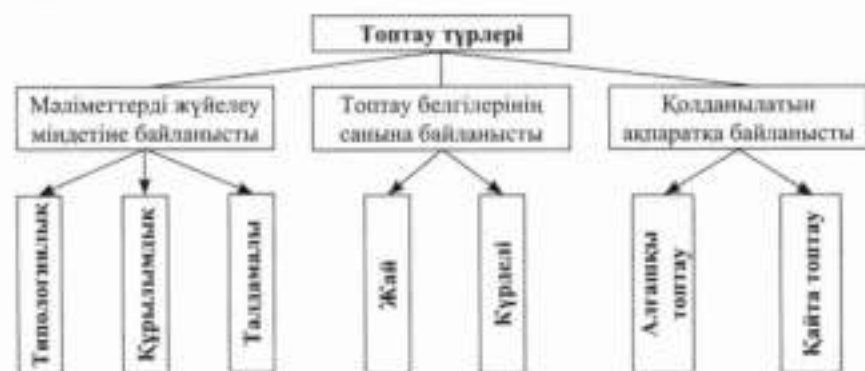 Топтау түрлері
Мәліметтерді жүйелеу
міндетіне байланысты
Топтау белгілерінің
санына байланысты
Қолданылатын
ақпаратқа байланысты
Типологиялық
Құрылымдық
Талдамалы
Жай
Күрделі
Алғашқы
топтау
Қайта топтау